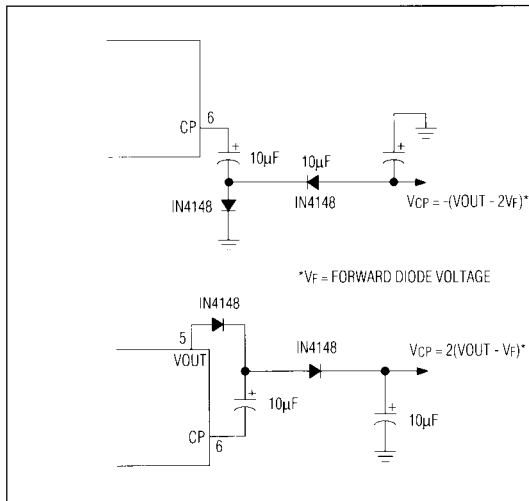 6
CP
+
+
10µF
10µF
IN4148
IN4148
VCP = -(VOUT - 2VF)*
*VF = FORWARD DIODE VOLTAGE
IN4148
5
IN4148
VOUT
VCP = 2(VOUT - VF)*
+
+
10µF
10µF
CP
6